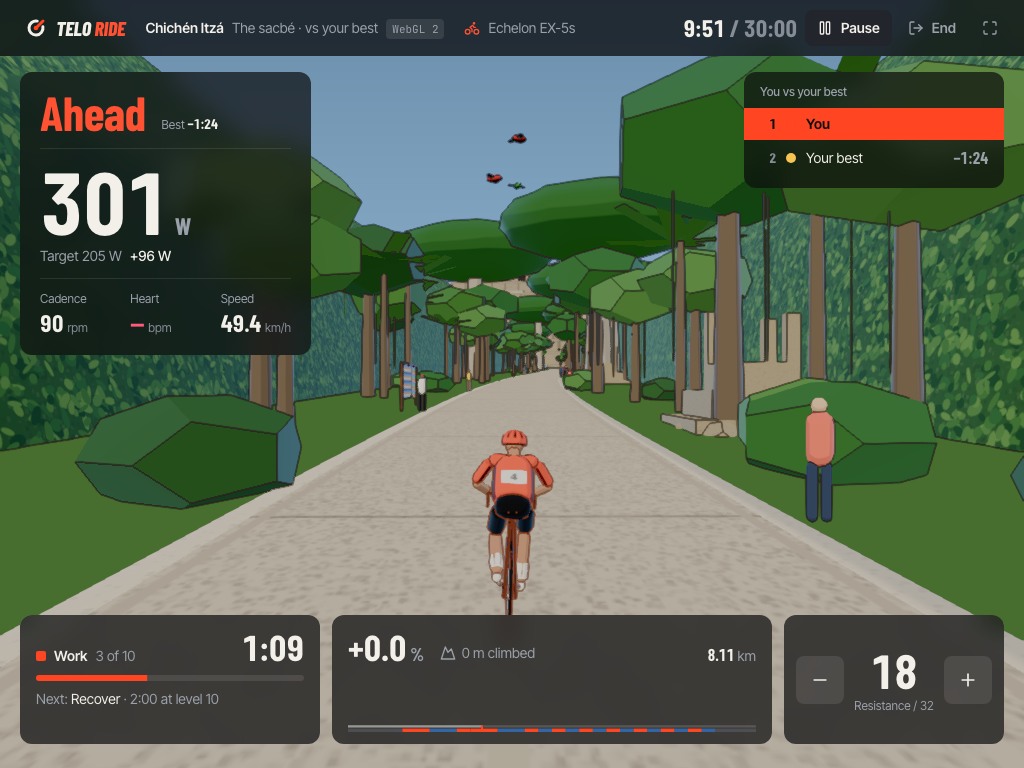 TELO RIDE Chichén Itzá The sacbé · vs your best WebGL 2 Echelon EX-5s 9:51 / 30:00 Pause End
Ahead Best −1:24
301 W
Target 205 W +96 W
Cadence Heart Speed
90 rpm – bpm 49.4 km/h
You vs your best
1 You
2 Your best −1:24
4
Work 3 of 10 1:09
Next: Recover · 2:00 at level 10
+0.0 % 0 m climbed 8.11 km
− 18 +
Resistance / 32